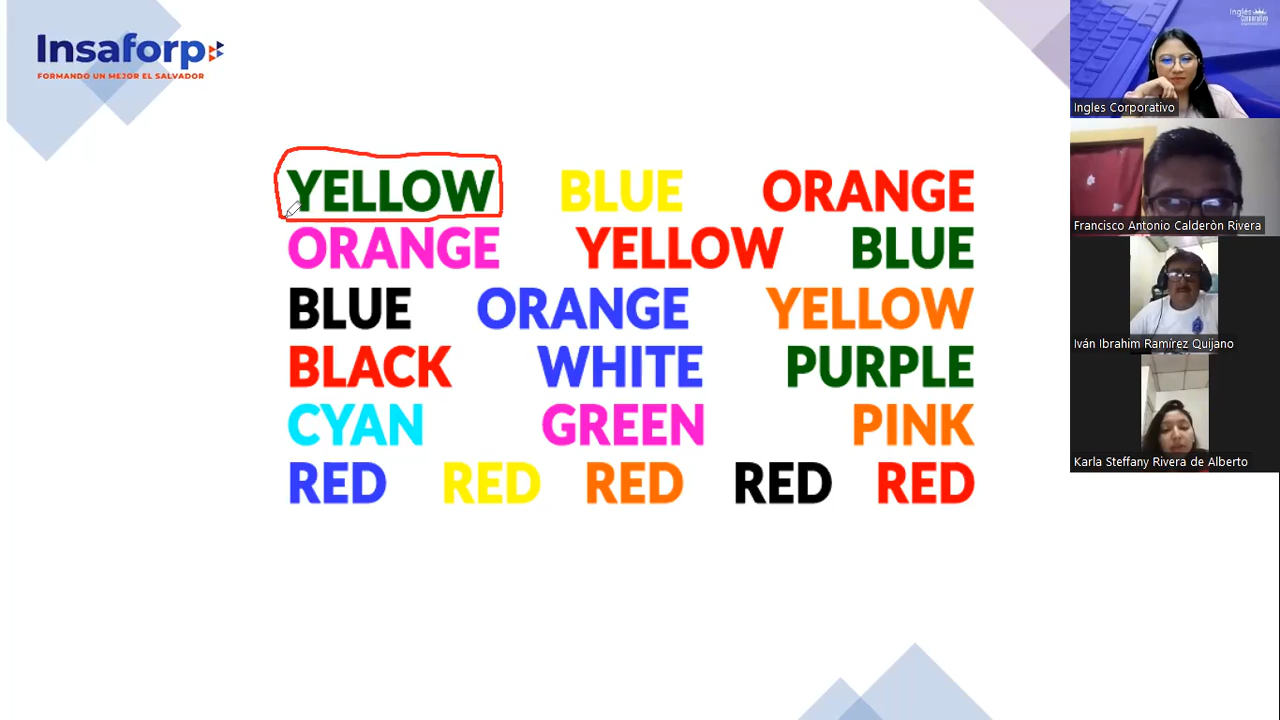 Insaforp
FORMANDO UN MEJOR EL SALVADOR
YELLOW BLUE ORANGE
ORANGE YELLOW BLUE
BLUE ORANGE YELLOW
BLACK WHITE PURPLE
CYAN GREEN PINK
RED RED RED RED RED
Inglés
Corporativo
Ingles Corporativo
Francisco Antonio Calderòn Rivera
Iván Ibrahim Ramírez Quijano
Karla Steffany Rivera de Alberto